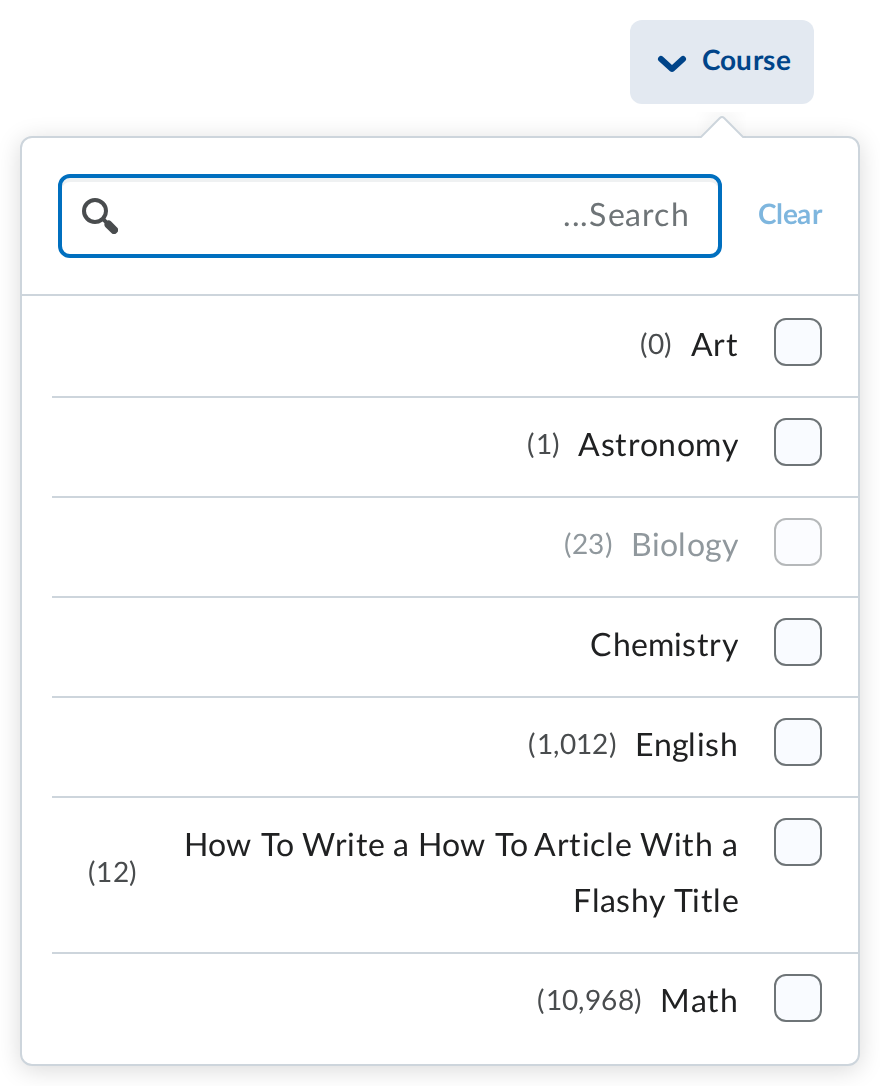 Course
...Search
Clear
Art (0)
Astronomy (1)
Biology (23)
Chemistry
English (1,012)
How To Write a How To Article With a
Flashy Title
(12)
Math (10,968)